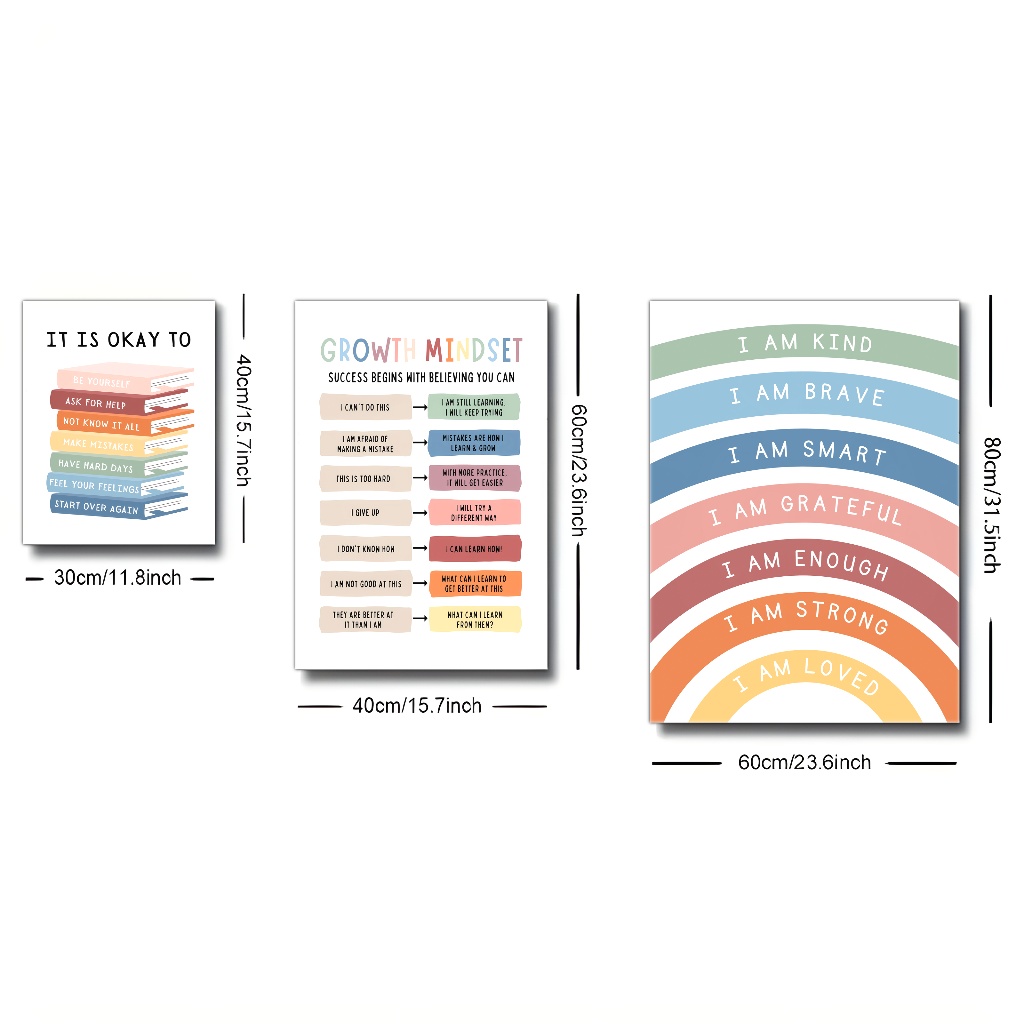 IT IS OKAY TO
BE YOURSELF
ASK FOR HELP
NOT KNOW IT ALL
MAKE MISTAKES
HAVE HARD DAYS
FEEL YOUR FEELINGS
START OVER AGAIN
40cm/15.7inch
30cm/11.8inch
GROWTH MINDSET
SUCCESS BEGINS WITH BELIEVING YOU CAN
I CAN'T DO THIS
I AM STILL LEARNING,
I WILL KEEP TRYING
I AM AFRAID OF
MAKING A MISTAKE
MISTAKES ARE HOW I
LEARN & GROW
THIS IS TOO HARD
WITH MORE PRACTICE,
IT WILL GET EASIER
I GIVE UP
I WILL TRY A
DIFFERENT WAY
I DON'T KNOW HOW
I CAN LEARN HOW!
I AM NOT GOOD AT THIS
WHAT CAN I LEARN TO
GET BETTER AT THIS
THEY ARE BETTER AT
IT THAN I AM
WHAT CAN I LEARN
FROM THEM?
60cm/23.6inch
40cm/15.7inch
I AM KIND
I AM BRAVE
I AM SMART
I AM GRATEFUL
I AM ENOUGH
I AM STRONG
I AM LOVED
80cm/31.5inch
60cm/23.6inch